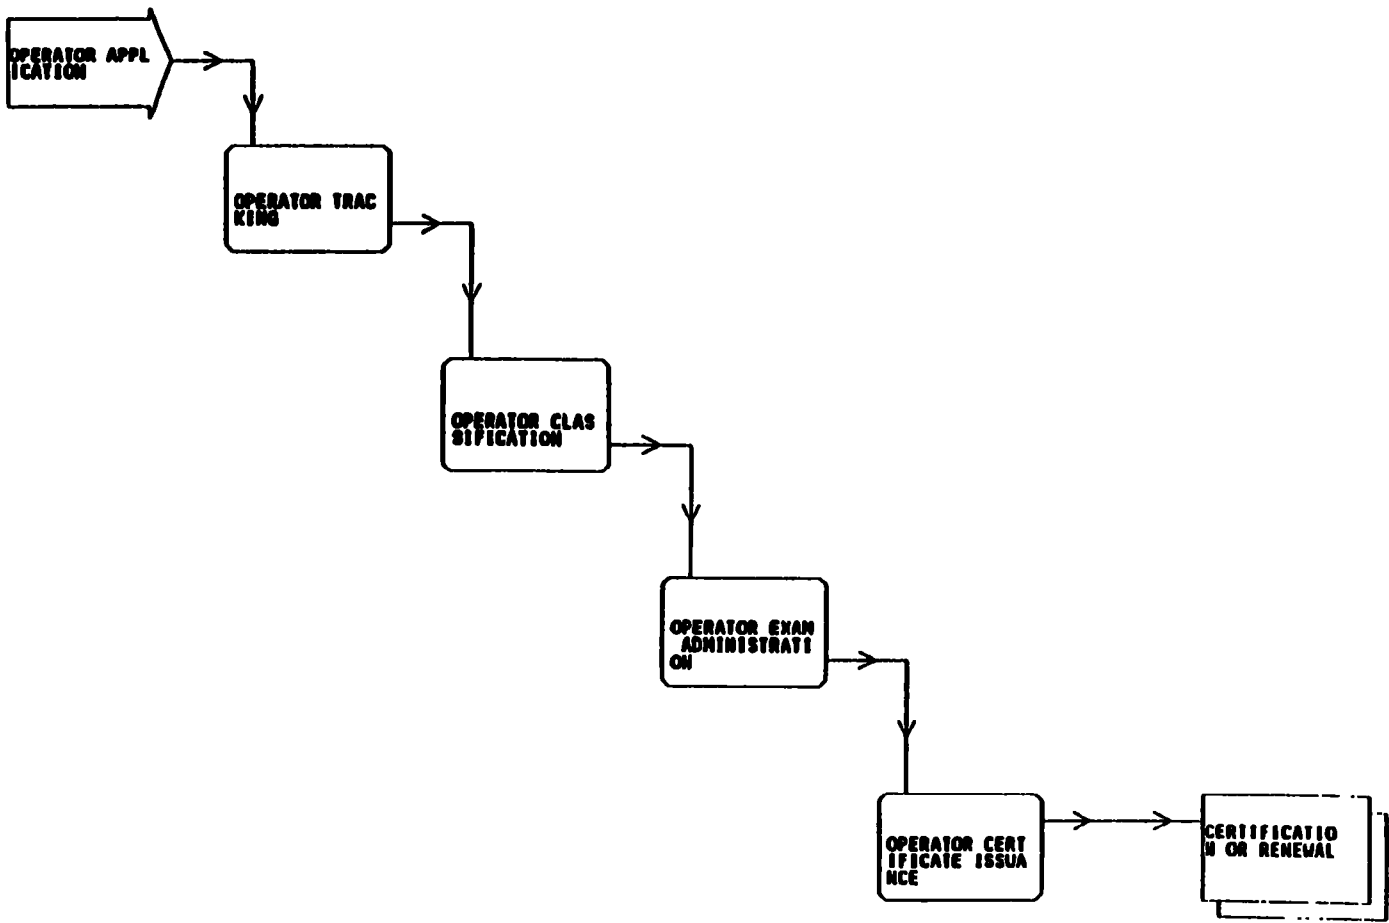 OPERATOR APPL
ICATION
OPERATOR TRAC
KING
OPERATOR CLAS
SIFICATION
OPERATOR EXAM
ADMINISTRATI
ON
OPERATOR CERT
IFICATE ISSUA
NCE
CERTIFICATIO
N OR RENEWAL